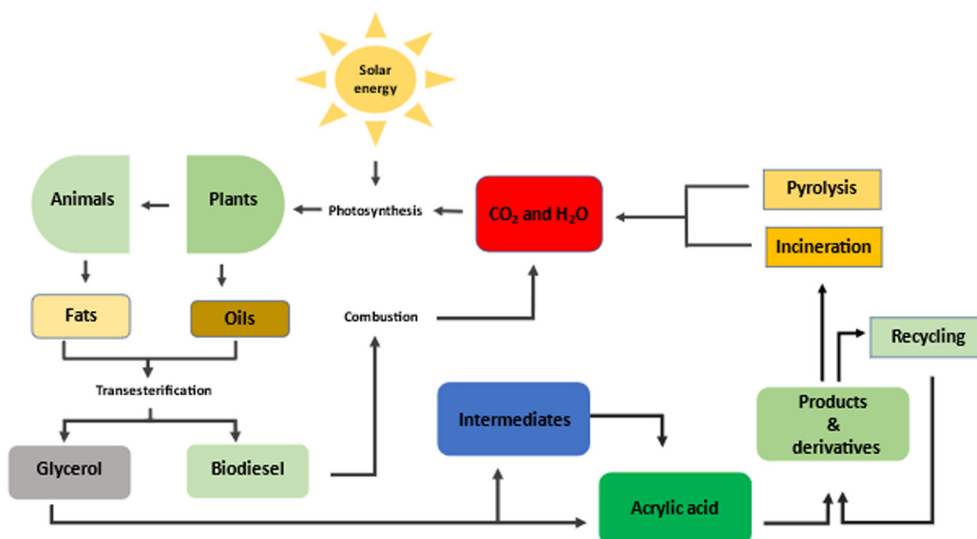 Solar
energy
Animals
Plants
Photosynthesis
CO₂ and H₂O
Pyrolysis
Incineration
Fats
Oils
Combustion
Recycling
Transesterification
Intermediates
Products
&
derivatives
Glycerol
Biodiesel
Acrylic acid